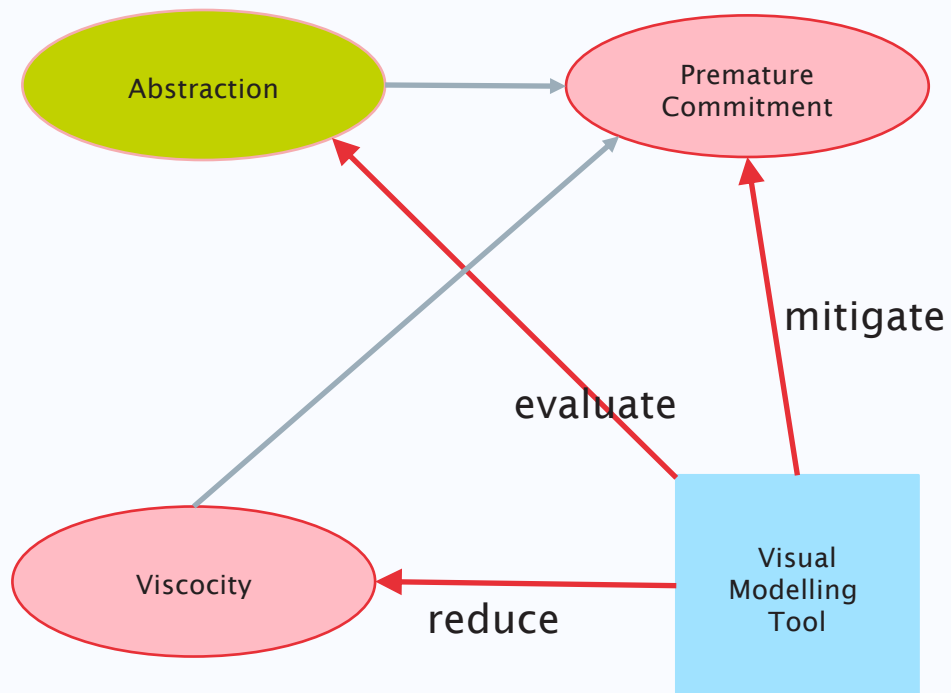 Abstraction
Premature
Commitment
mitigate
evaluate
Viscocity
reduce
Visual
Modelling
Tool